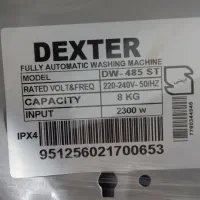 DEXTER
FULLY AUTOMATIC WASHING MACHINE
MODEL DW- 485 ST
RATED VOLT&FREQ 220-240V- 50/HZ
CAPACITY 8 KG
INPUT 2300 W
IPX4
951256021700653